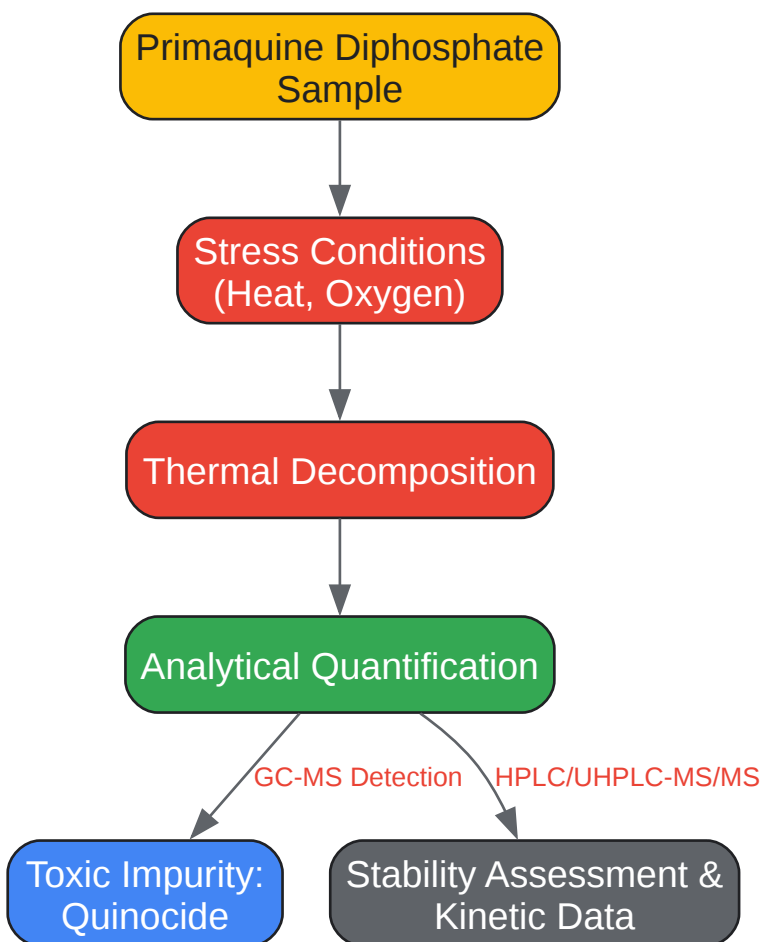 Primaquine Diphosphate
Sample
Stress Conditions
(Heat, Oxygen)
Thermal Decomposition
Analytical Quantification
GC-MS Detection
HPLC/UHPLC-MS/MS
Toxic Impurity:
Quinocide
Stability Assessment &
Kinetic Data